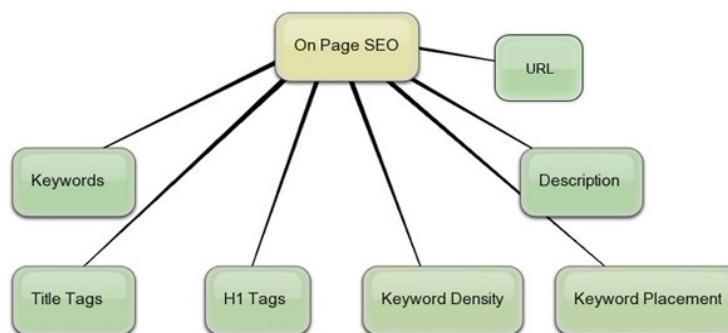 On Page SEO
URL
Keywords
Description
Title Tags
H1 Tags
Keyword Density
Keyword Placement